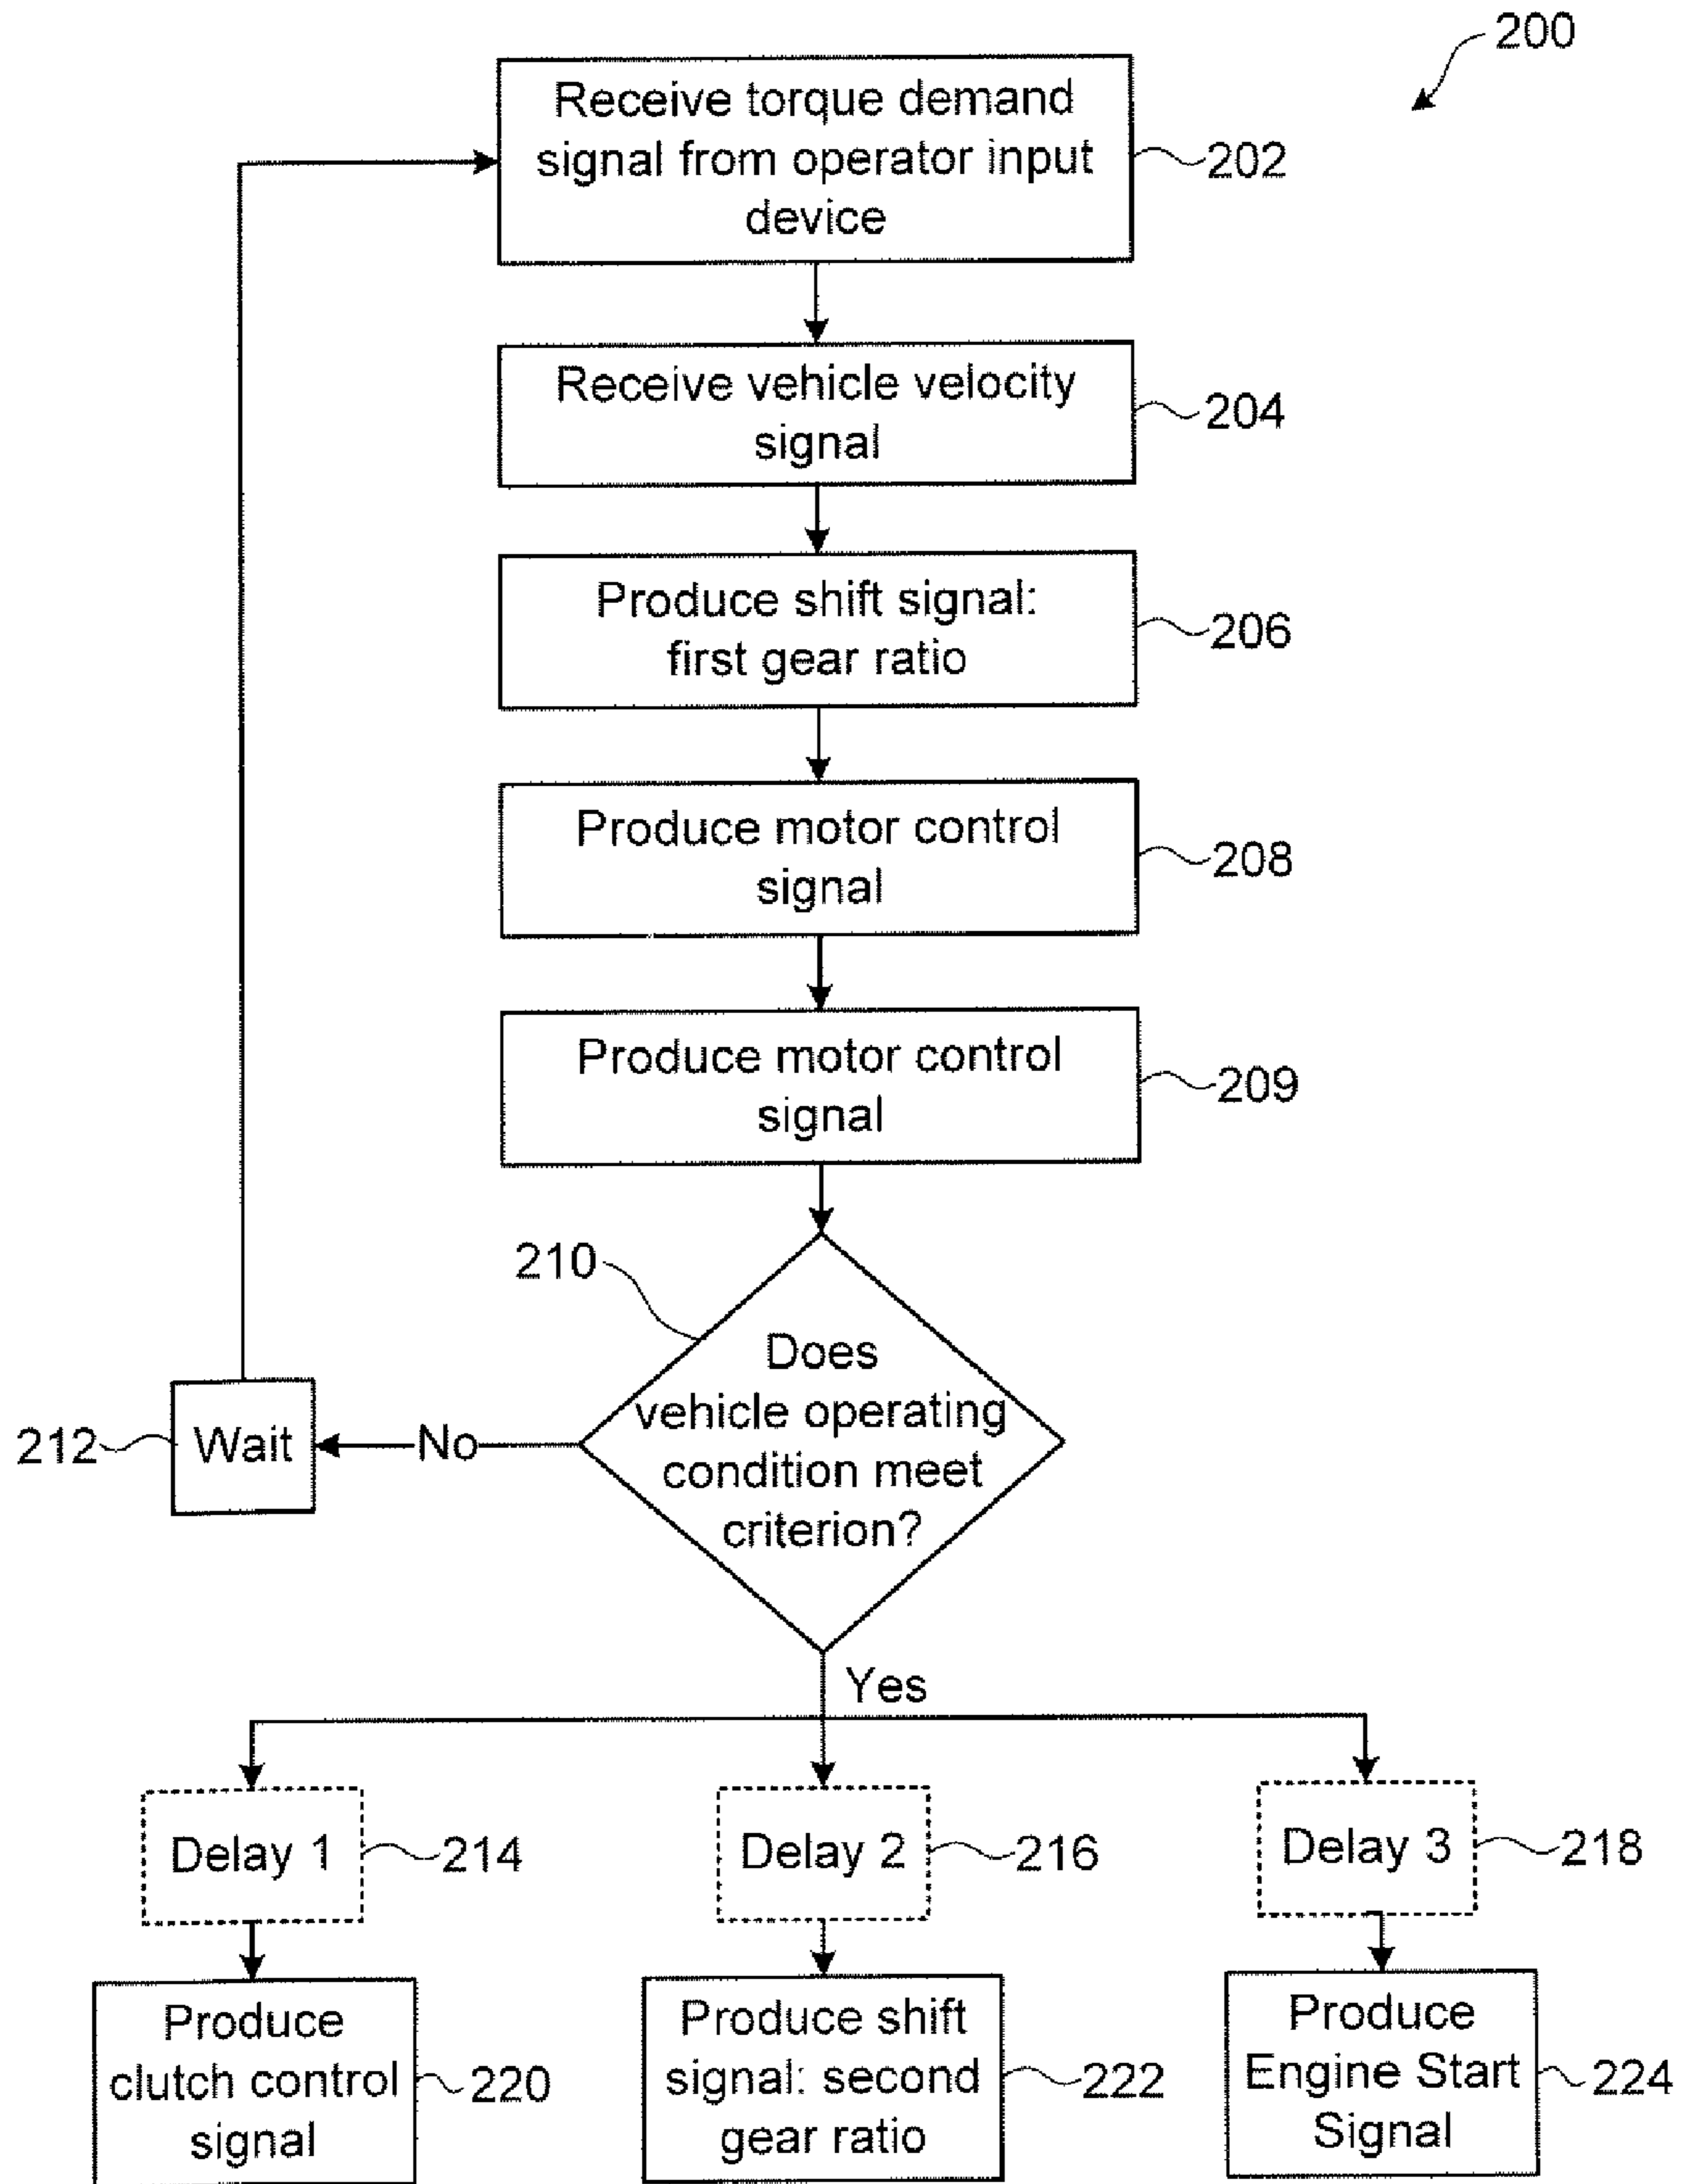 200
Receive torque demand
signal from operator input
device
202
Receive vehicle velocity
signal
204
Produce shift signal:
first gear ratio
206
Produce motor control
signal
208
Produce motor control
signal
209
210
Does
vehicle operating
condition meet
criterion?
No
Wait
212
Yes
Delay 1
214
Delay 2
216
Delay 3
218
Produce
clutch control
signal
220
Produce shift
signal: second
gear ratio
222
Produce
Engine Start
Signal
224